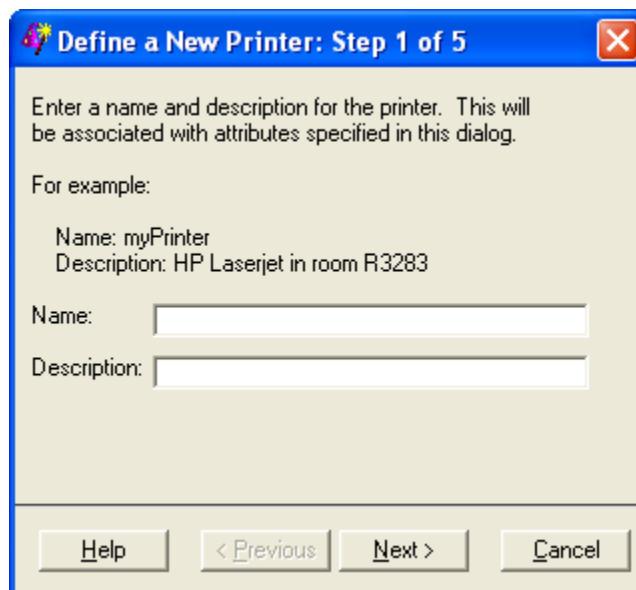 Define a New Printer: Step 1 of 5
Enter a name and description for the printer.  This will
be associated with attributes specified in this dialog.
For example:
Name: myPrinter
Description: HP Laserjet in room R3283
Name:
Description:
Help
< Previous
Next >
Cancel